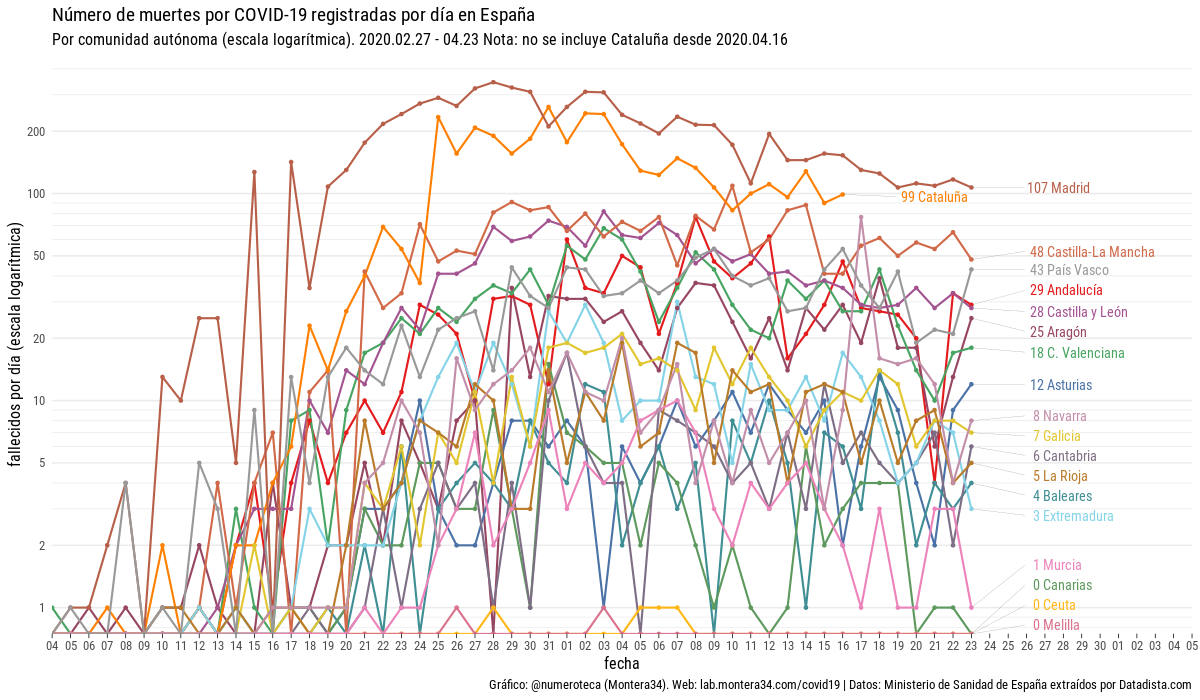 Número de muertes por COVID-19 registradas por día en España
Por comunidad autónoma (escala logarítmica). 2020.02.27 - 04.23 Nota: no se incluye Cataluña desde 2020.04.16
fallecidos por día (escala logarítmica)
200
100
50
20
10
5
2
1
107 Madrid
99 Cataluña
48 Castilla-La Mancha
43 País Vasco
29 Andalucía
28 Castilla y León
25 Aragón
18 C. Valenciana
12 Asturias
8 Navarra
7 Galicia
6 Cantabria
5 La Rioja
4 Baleares
3 Extremadura
1 Murcia
0 Canarias
0 Ceuta
0 Melilla
04 05 06 07 08 09 10 11 12 13 14 15 16 17 18 19 20 21 22 23 24 25 26 27 28 29 30 31 01 02 03 04 05 06 07 08 09 10 11 12 13 14 15 16 17 18 19 20 21 22 23 24 25 26 27 28 29 30 01 02 03 04 05
fecha
Gráfico: @numeroteca (Montera34). Web: lab.montera34.com/covid19 | Datos: Ministerio de Sanidad de España extraídos por Datadista.com